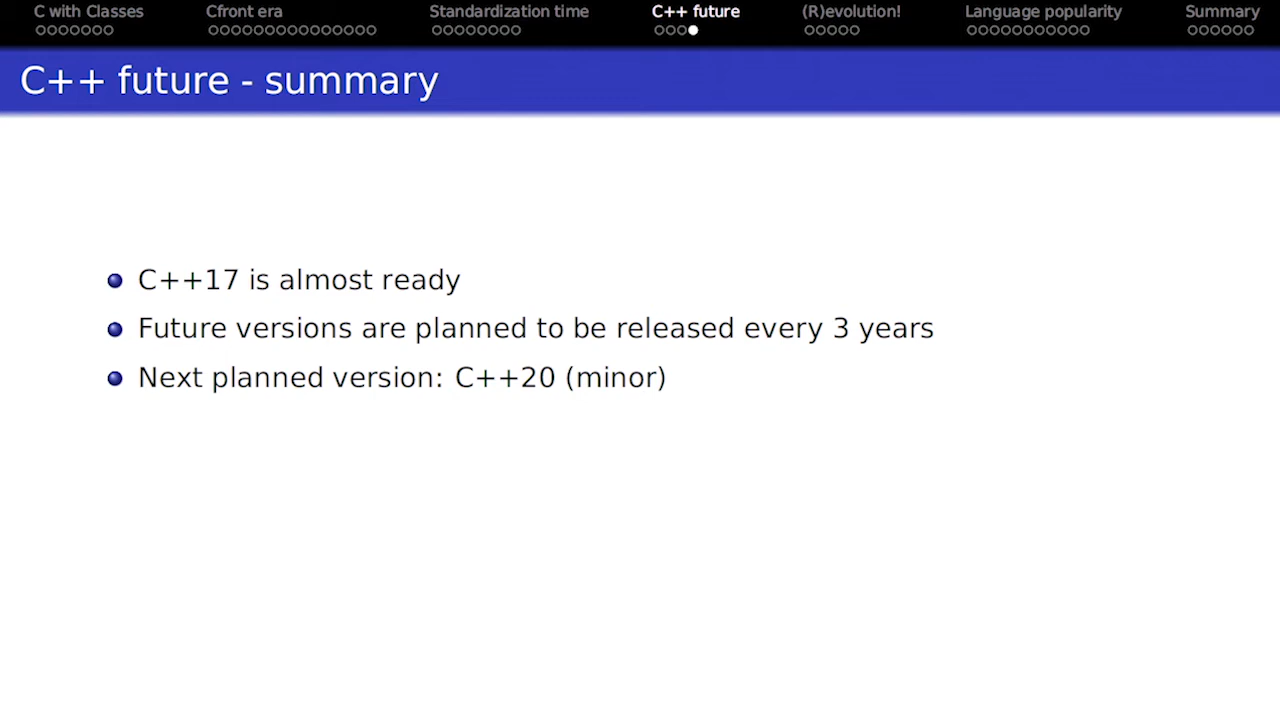 C with Classes
Cfront era
Standardization time
C++ future
(R)evolution!
Language popularity
Summary
C++ future - summary
C++17 is almost ready
Future versions are planned to be released every 3 years
Next planned version: C++20 (minor)